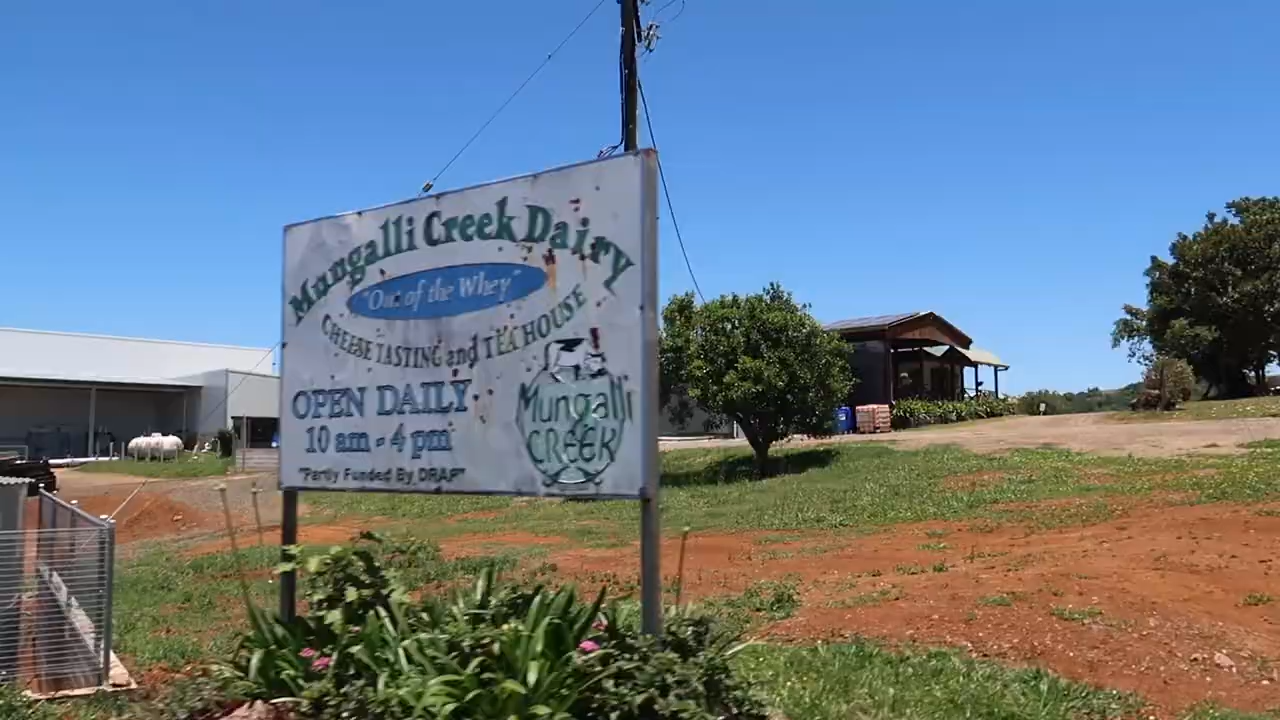 Mungalli Creek Dairy
"Out of the Whey"
CHEESE TASTING and TEA HOUSE
OPEN DAILY
10 am - 4 pm
"Partly Funded By DRAP"
Mungalli
CREEK